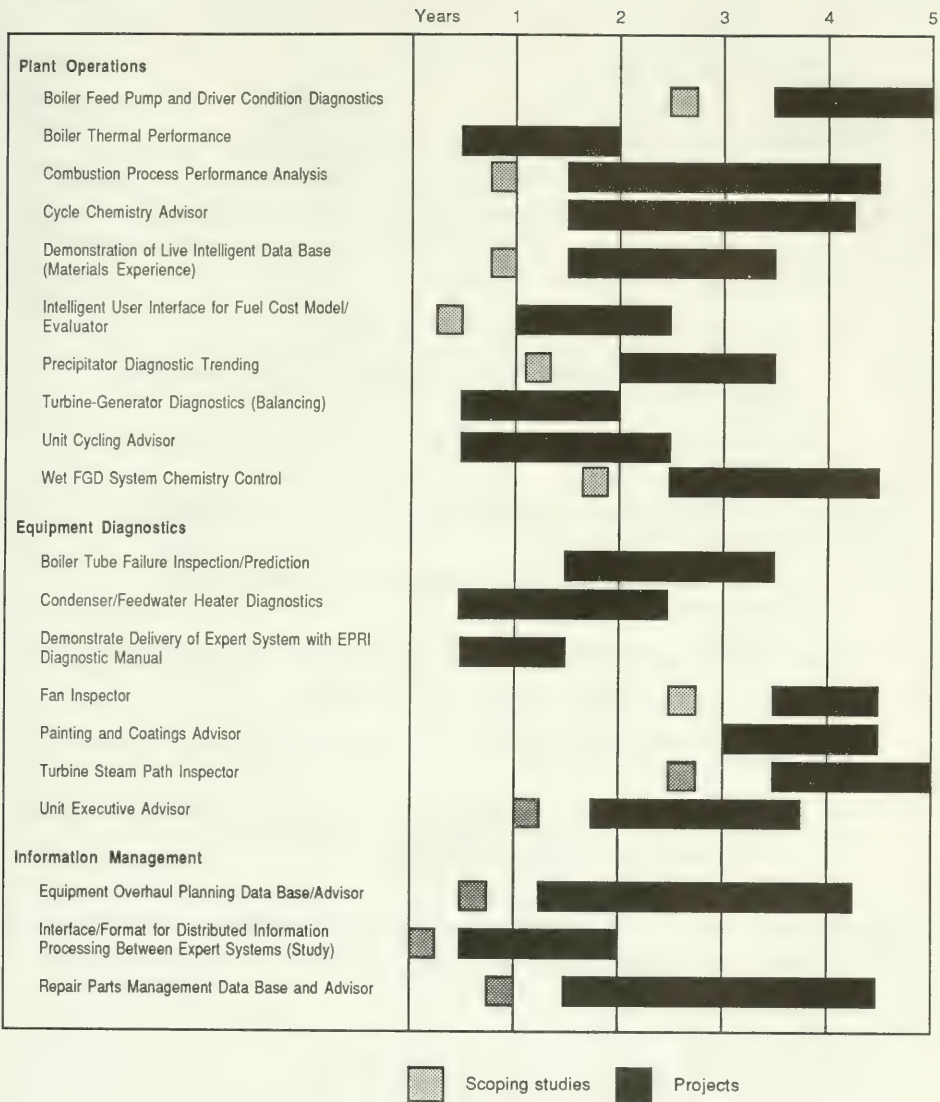 Years 1 2 3 4 5
Plant Operations
Boiler Feed Pump and Driver Condition Diagnostics
Boiler Thermal Performance
Combustion Process Performance Analysis
Cycle Chemistry Advisor
Demonstration of Live Intelligent Data Base
(Materials Experience)
Intelligent User Interface for Fuel Cost Model/
Evaluator
Precipitator Diagnostic Trending
Turbine-Generator Diagnostics (Balancing)
Unit Cycling Advisor
Wet FGD System Chemistry Control
Equipment Diagnostics
Boiler Tube Failure Inspection/Prediction
Condenser/Feedwater Heater Diagnostics
Demonstrate Delivery of Expert System with EPRI
Diagnostic Manual
Fan Inspector
Painting and Coatings Advisor
Turbine Steam Path Inspector
Unit Executive Advisor
Information Management
Equipment Overhaul Planning Data Base/Advisor
Interface/Format for Distributed Information
Processing Between Expert Systems (Study)
Repair Parts Management Data Base and Advisor
Scoping studies Projects